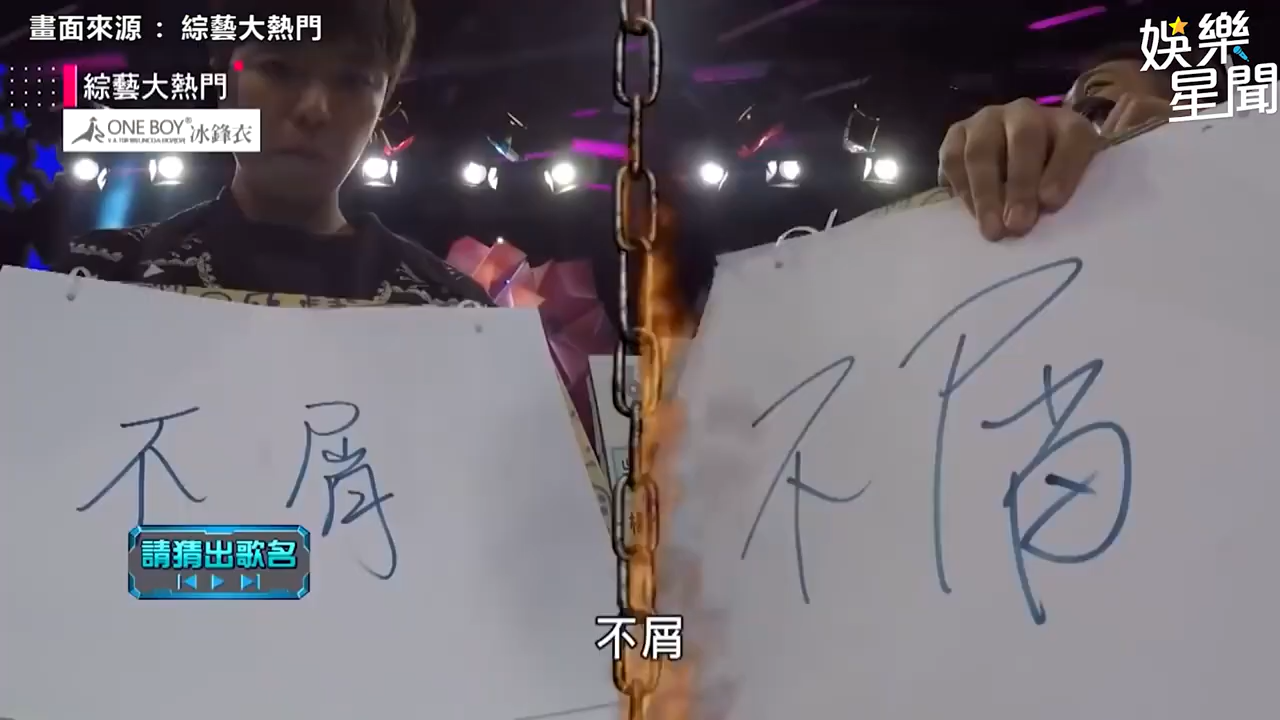 畫面來源 ： 綜藝大熱門
娛樂
星聞
綜藝大熱門
ONE BOY® 冰鋒衣
不屑
不屑
請猜出歌名
不屑